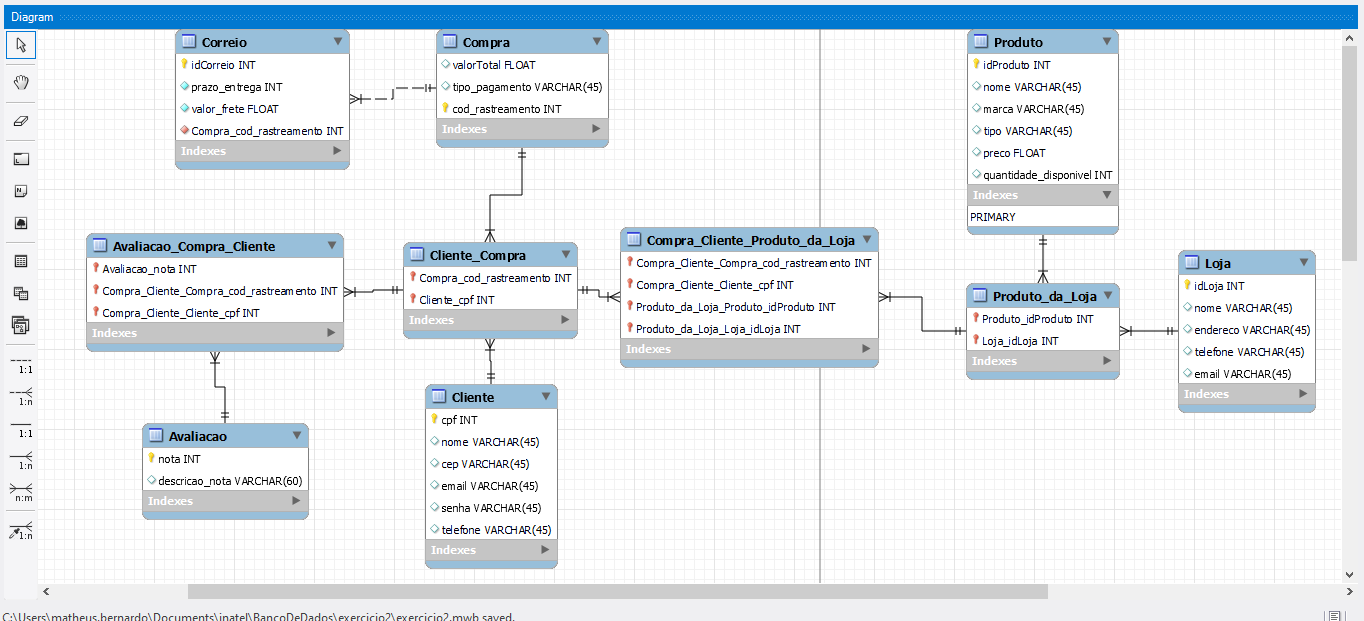 Diagram
Correio
idCorreio INT
prazo_entrega INT
valor_frete FLOAT
Compra_cod_rastreamento INT
Indexes
Compra
valorTotal FLOAT
tipo_pagamento VARCHAR(45)
cod_rastreamento INT
Indexes
Produto
idProduto INT
nome VARCHAR(45)
marca VARCHAR(45)
tipo VARCHAR(45)
preco FLOAT
quantidade_disponivel INT
Indexes
PRIMARY
Avaliacao_Compra_Cliente
Avaliacao_nota INT
Compra_Cliente_Compra_cod_rastreamento INT
Compra_Cliente_Cliente_cpf INT
Indexes
Cliente_Compra
Compra_cod_rastreamento INT
Cliente_cpf INT
Indexes
Compra_Cliente_Produto_da_Loja
Compra_Cliente_Compra_cod_rastreamento INT
Compra_Cliente_Cliente_cpf INT
Produto_da_Loja_Produto_idProduto INT
Produto_da_Loja_Loja_idLoja INT
Indexes
Produto_da_Loja
Produto_idProduto INT
Loja_idLoja INT
Indexes
Loja
idLoja INT
nome VARCHAR(45)
endereco VARCHAR(45)
telefone VARCHAR(45)
email VARCHAR(45)
Indexes
Avaliacao
nota INT
descricao_nota VARCHAR(60)
Indexes
Cliente
cpf INT
nome VARCHAR(45)
cep VARCHAR(45)
email VARCHAR(45)
senha VARCHAR(45)
telefone VARCHAR(45)
Indexes
1:1
1:n
1:1
1:n
n:m
1:n
C:\Users\matheus.bernardo\Documents\inatel\BancoDeDados\exercicio2\exercicio2.mwb saved.